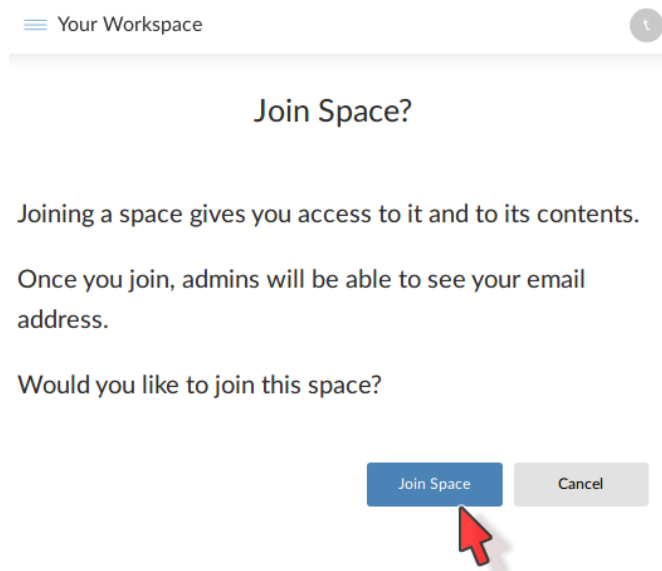 Your Workspace
t
Join Space?
Joining a space gives you access to it and to its contents.
Once you join, admins will be able to see your email
address.
Would you like to join this space?
Join Space
Cancel